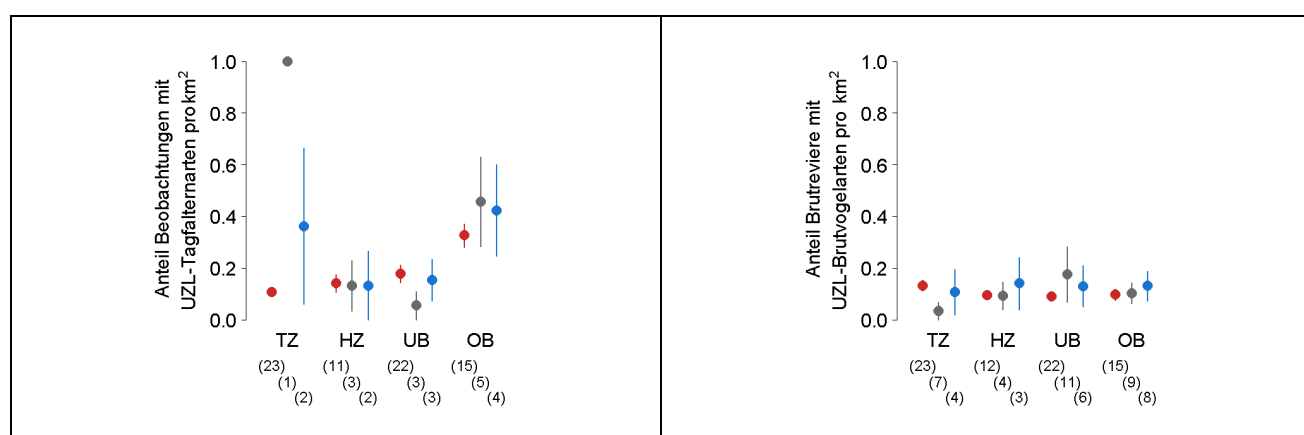 Anteil Beobachtungen mit
UZL-Tagfalternarten pro km²
1.0
0.8
0.6
0.4
0.2
0.0
TZ HZ UB OB
(23) (11) (22) (15)
(1) (3) (3) (5)
(2) (2) (3) (4)
Anteil Brutreviere mit
UZL-Brutvogelarten pro km²
1.0
0.8
0.6
0.4
0.2
0.0
TZ HZ UB OB
(23) (12) (22) (15)
(7) (4) (11) (9)
(4) (3) (6) (8)